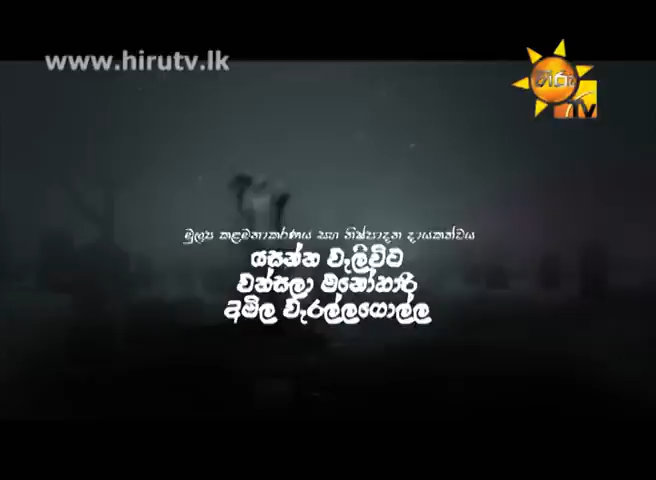 www.hirutv.lk
හිරු
TV
මුල්‍ය කළමනාකරණය සහ නිෂ්පාදන දායකත්වය
යසන්න වැලිවිට
වත්සලා මනෝහාරි
අමිල වැරල්ලගොල්ල